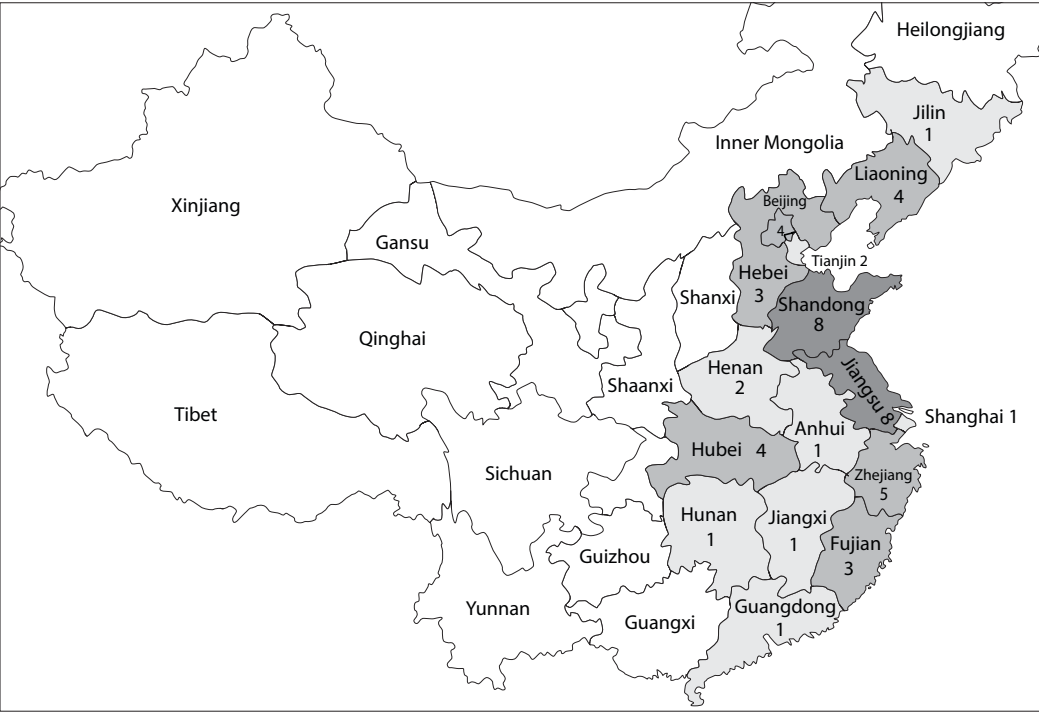 Heilongjiang
Jilin
1
Inner Mongolia
Liaoning
4
Xinjiang
Beijing
4
Gansu
Tianjin 2
Hebei
3
Shanxi
Shandong
8
Qinghai
Henan
2
Shaanxi
Jiangsu 8
Tibet
Shanghai 1
Anhui
1
Hubei 4
Sichuan
Zhejiang
5
Hunan
1
Jiangxi
1
Fujian
3
Guizhou
Yunnan
Guangdong
1
Guangxi